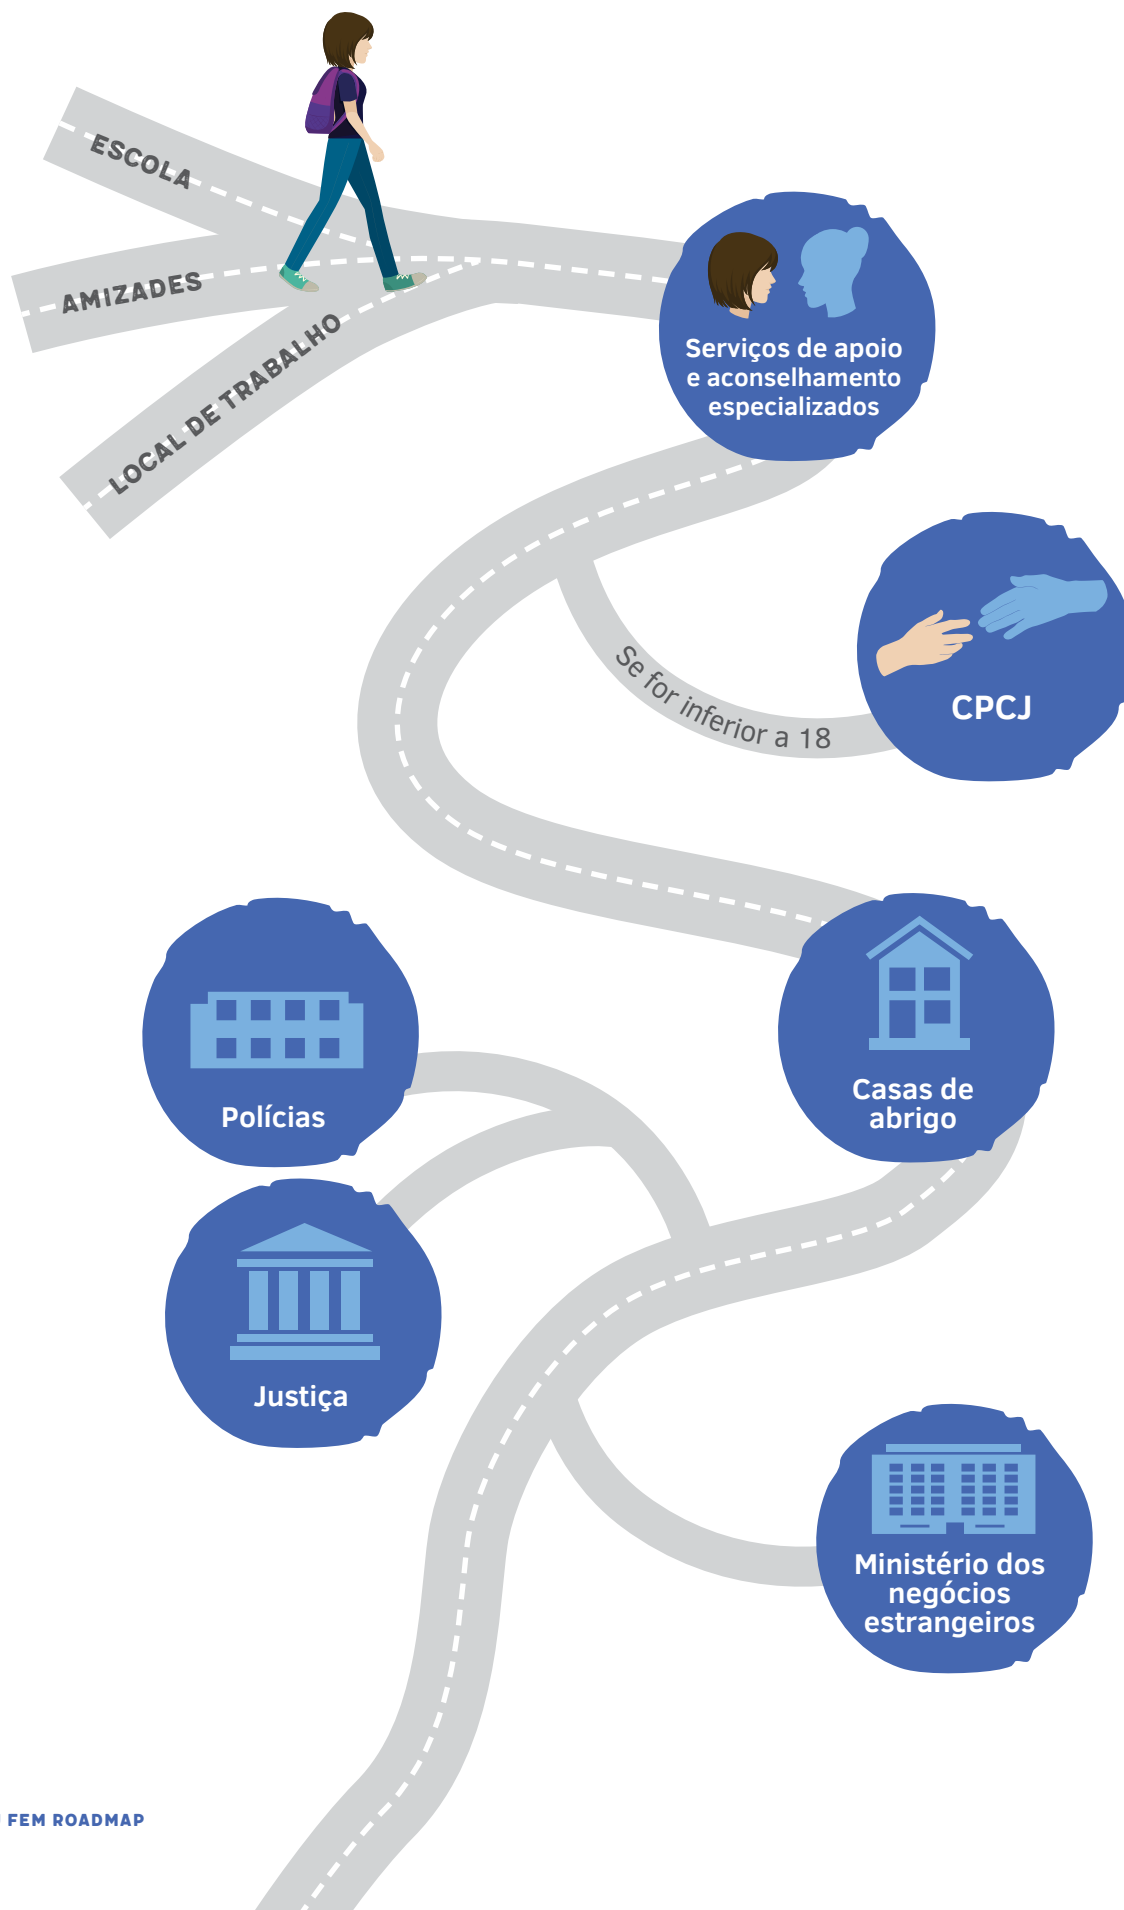 ESCOLA
AMIZADES
LOCAL DE TRABALHO
Serviços de apoio
e aconselhamento
especializados
Se for inferior a 18
CPCJ
Casas de
abrigo
Polícias
Justiça
Ministério dos
negócios
estrangeiros
FEM ROADMAP